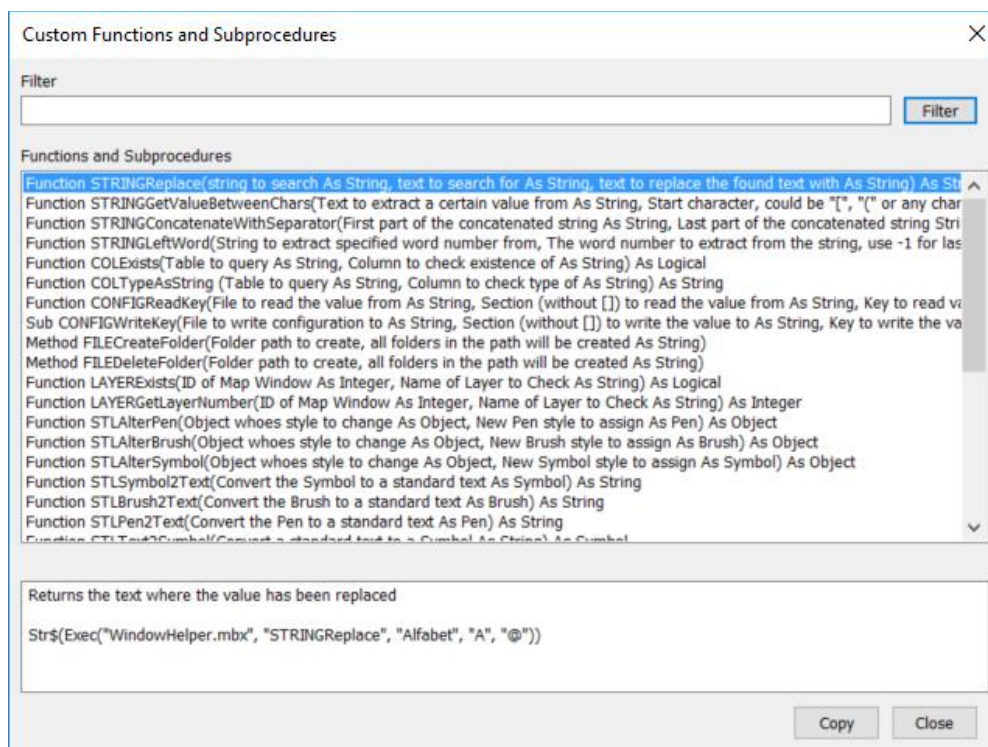 Custom Functions and Subprocedures
Filter
Filter
Functions and Subprocedures
Function STRINGReplace(string to search As String, text to search for As String, text to replace the found text with As String) As Str
Function STRINGGetValueBetweenChars(Text to extract a certain value from As String, Start character, could be "[", "(" or any char
Function STRINGConcatenateWithSeparator(First part of the concatenated string As String, Last part of the concatenated string Stri
Function STRINGLeftWord(String to extract specified word number from, The word number to extract from the string, use -1 for las
Function COLExists(Table to query As String, Column to check existence of As String) As Logical
Function COLTypeAsString (Table to query As String, Column to check type of As String) As String
Function CONFIGReadKey(File to read the value from As String, Section (without []) to read the value from As String, Key to read va
Sub CONFIGWriteKey(File to write configuration to As String, Section (without []) to write the value to As String, Key to write the va
Method FILECreateFolder(Folder path to create, all folders in the path will be created As String)
Method FILEDeleteFolder(Folder path to create, all folders in the path will be created As String)
Function LAYERExists(ID of Map Window As Integer, Name of Layer to Check As String) As Logical
Function LAYERGetLayerNumber(ID of Map Window As Integer, Name of Layer to Check As String) As Integer
Function STLAlterPen(Object whoes style to change As Object, New Pen style to assign As Pen) As Object
Function STLAlterBrush(Object whoes style to change As Object, New Brush style to assign As Brush) As Object
Function STLAlterSymbol(Object whoes style to change As Object, New Symbol style to assign As Symbol) As Object
Function STLSymbol2Text(Convert the Symbol to a standard text As Symbol) As String
Function STLBrush2Text(Convert the Brush to a standard text As Brush) As String
Function STLPen2Text(Convert the Pen to a standard text As Pen) As String
Function STLText2Symbol(Convert a standard text to a Symbol As String) As Symbol
Returns the text where the value has been replaced
Str$(Exec("WindowHelper.mbx", "STRINGReplace", "Alfabet", "A", "@"))
Copy
Close